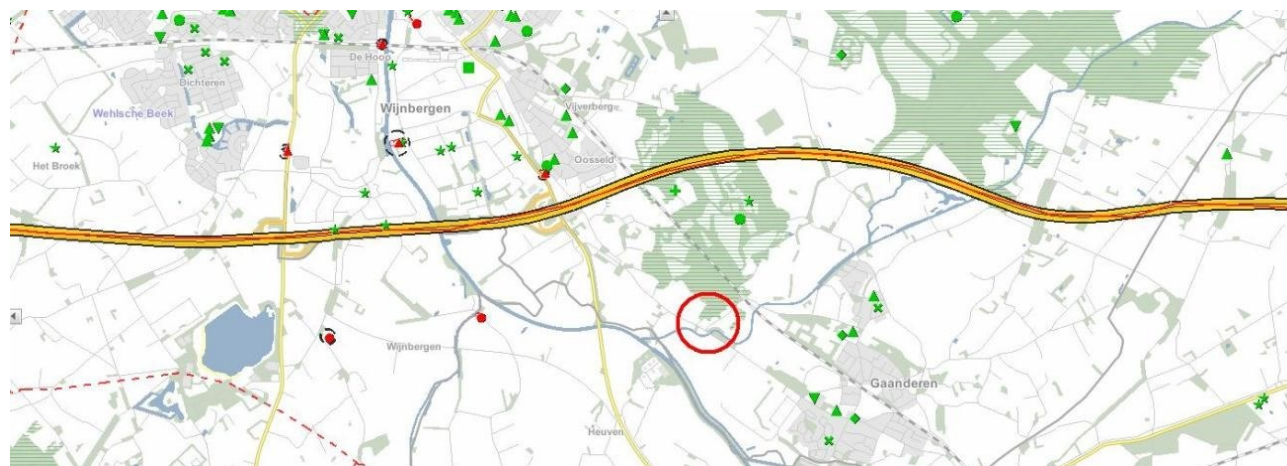 De Hoop
Dichteren
Wijnbergen
Vijverberg
Wehlsche Beek
Het Broek
Oosseld
Wijnbergen
Gaanderen
Heuven